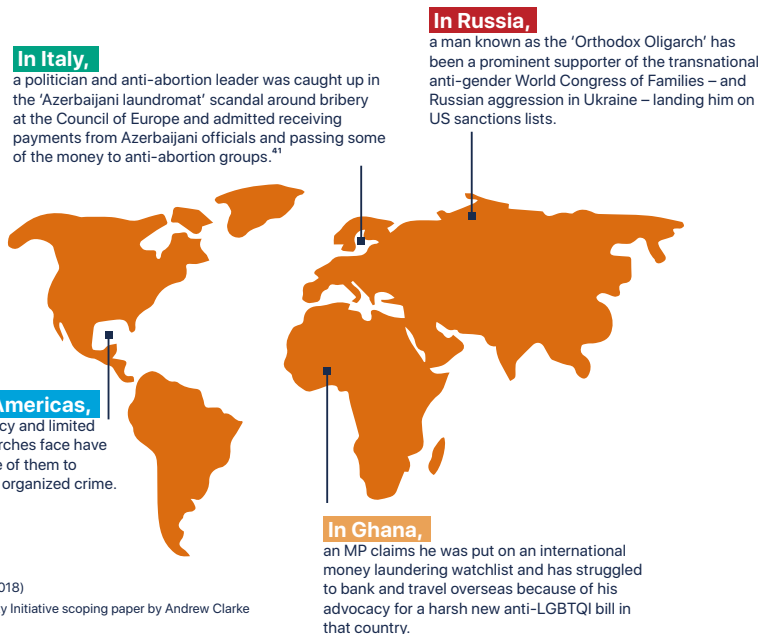 In Italy,
a politician and anti-abortion leader was caught up in
the ‘Azerbaijani laundromat’ scandal around bribery
at the Council of Europe and admitted receiving
payments from Azerbaijani officials and passing some
of the money to anti-abortion groups.⁴¹
In Russia,
a man known as the ‘Orthodox Oligarch’ has
been a prominent supporter of the transnational
anti-gender World Congress of Families – and
Russian aggression in Ukraine – landing him on
US sanctions lists.
Americas,
cy and limited
rches face have
e of them to
organized crime.
In Ghana,
an MP claims he was put on an international
money laundering watchlist and has struggled
to bank and travel overseas because of his
advocacy for a harsh new anti-LGBTQI bill in
that country.
018)
y Initiative scoping paper by Andrew Clarke